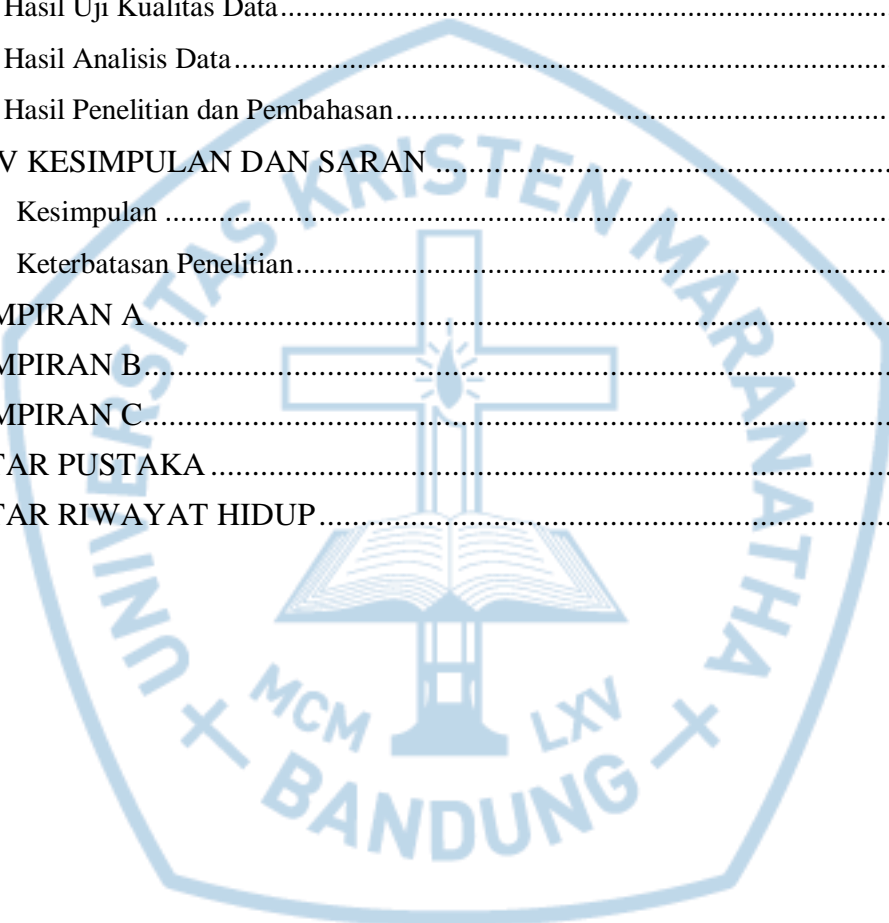 Hasil Uji Kualitas Data..........................................................................................
Hasil Analisis Data................................................................................................
Hasil Penelitian dan Pembahasan.........................................................................
V KESIMPULAN DAN SARAN ..............................................................
Kesimpulan ..........................................................................................................
Keterbatasan Penelitian.........................................................................................
MPIRAN A ..................................................................................................
MPIRAN B...................................................................................................
MPIRAN C...................................................................................................
TAR PUSTAKA ..........................................................................................
TAR RIWAYAT HIDUP............................................................................
UNIVERSITAS KRISTEN MARANATHA
MCM LXV
BANDUNG